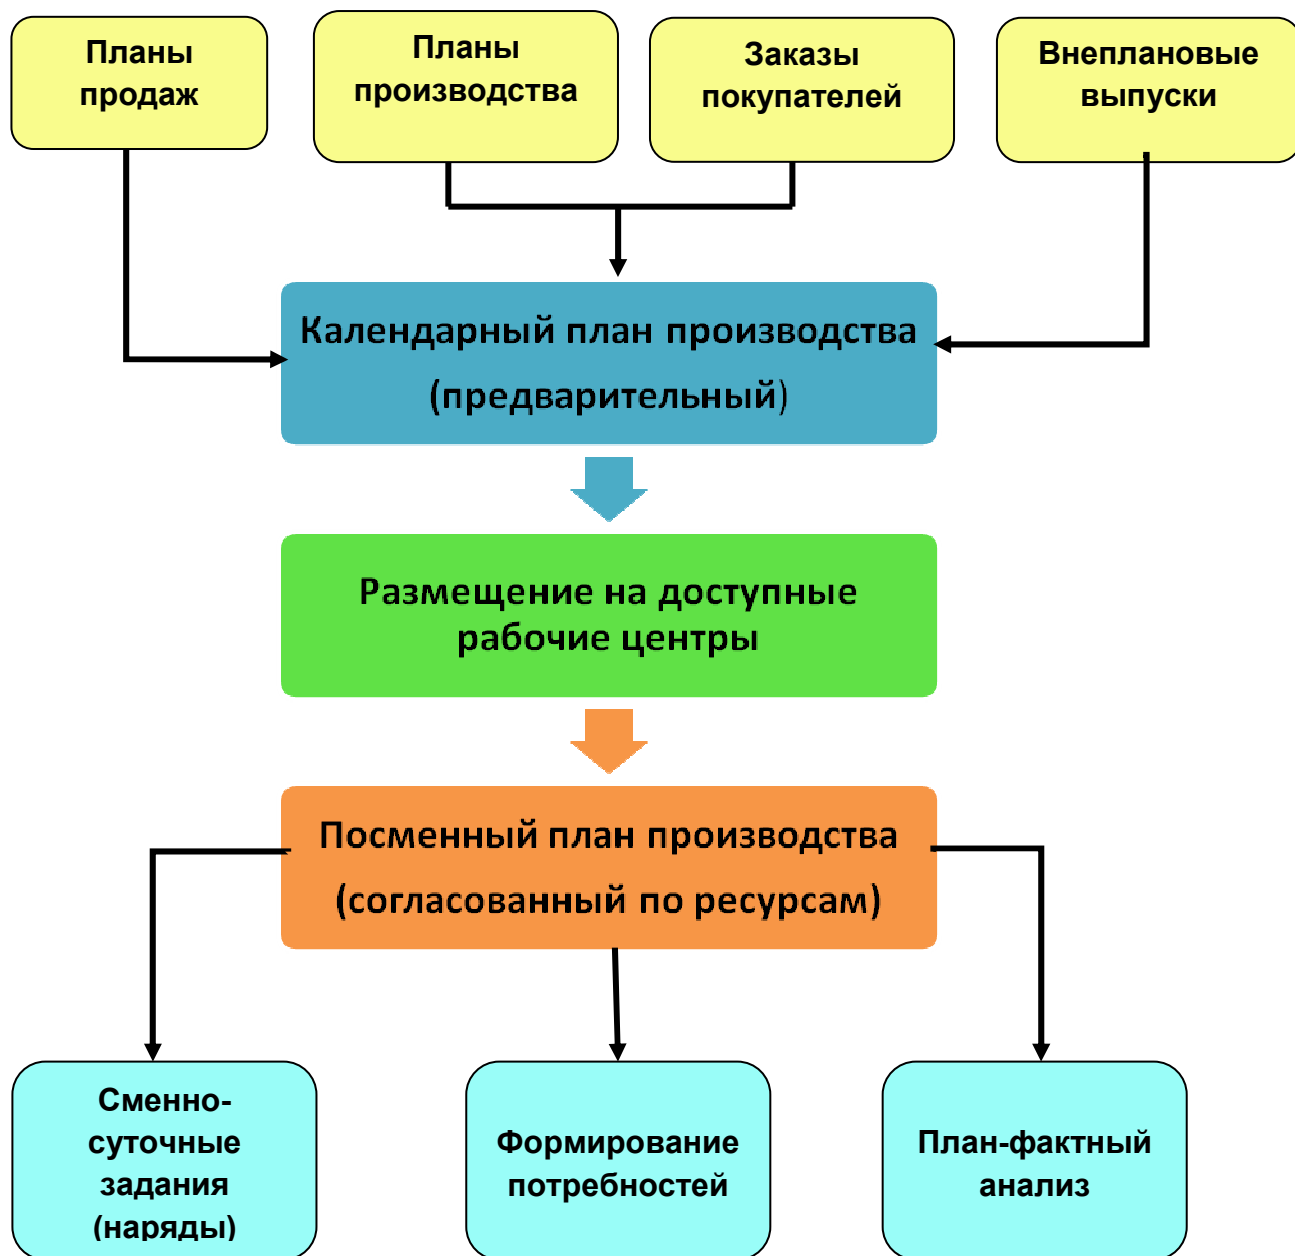 Планы
продаж
Планы
производства
Заказы
покупателей
Внеплановые
выпуски
Календарный план производства
(предварительный)
Размещение на доступные
рабочие центры
Посменный план производства
(согласованный по ресурсам)
Сменно-
суточные
задания
(наряды)
Формирование
потребностей
План-фактный
анализ